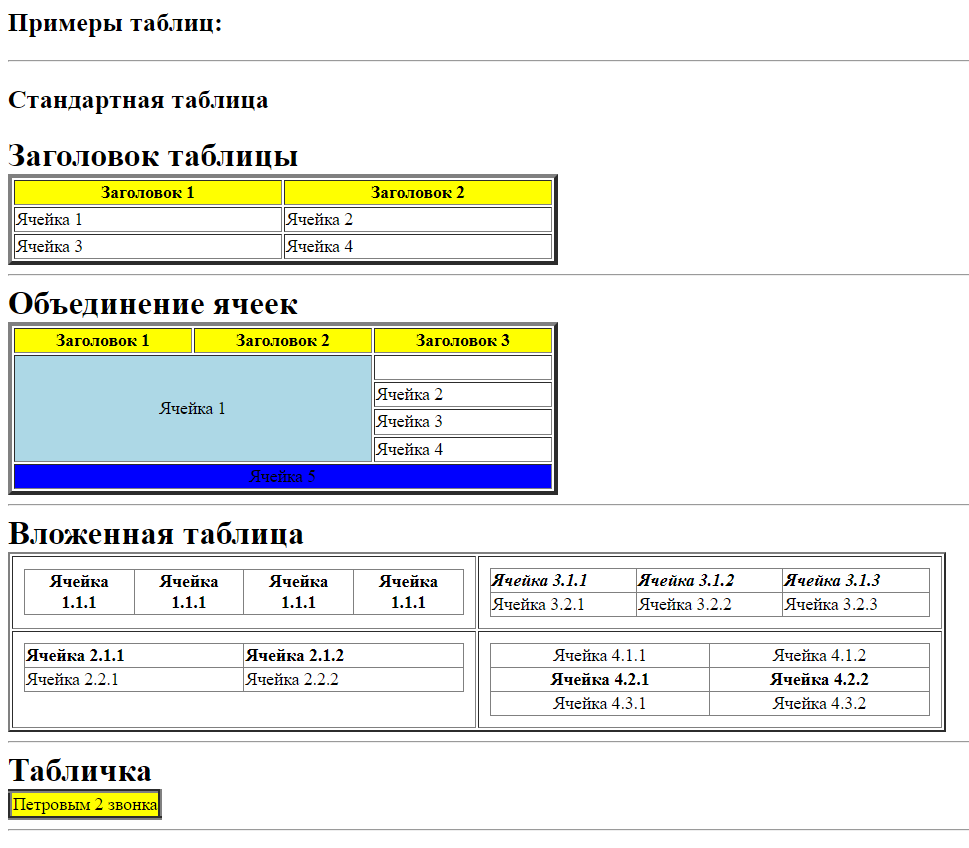 Примеры таблиц:
Стандартная таблица
Заголовок таблицы
Заголовок 1 Заголовок 2
Ячейка 1 Ячейка 2
Ячейка 3 Ячейка 4
Объединение ячеек
Заголовок 1 Заголовок 2 Заголовок 3
Ячейка 1
Ячейка 2
Ячейка 3
Ячейка 4
Ячейка 5
Вложенная таблица
Ячейка Ячейка Ячейка Ячейка
1.1.1 1.1.1 1.1.1 1.1.1
Ячейка 3.1.1 Ячейка 3.1.2 Ячейка 3.1.3
Ячейка 3.2.1 Ячейка 3.2.2 Ячейка 3.2.3
Ячейка 2.1.1 Ячейка 2.1.2
Ячейка 2.2.1 Ячейка 2.2.2
Ячейка 4.1.1 Ячейка 4.1.2
Ячейка 4.2.1 Ячейка 4.2.2
Ячейка 4.3.1 Ячейка 4.3.2
Табличка
Петровым 2 звонка